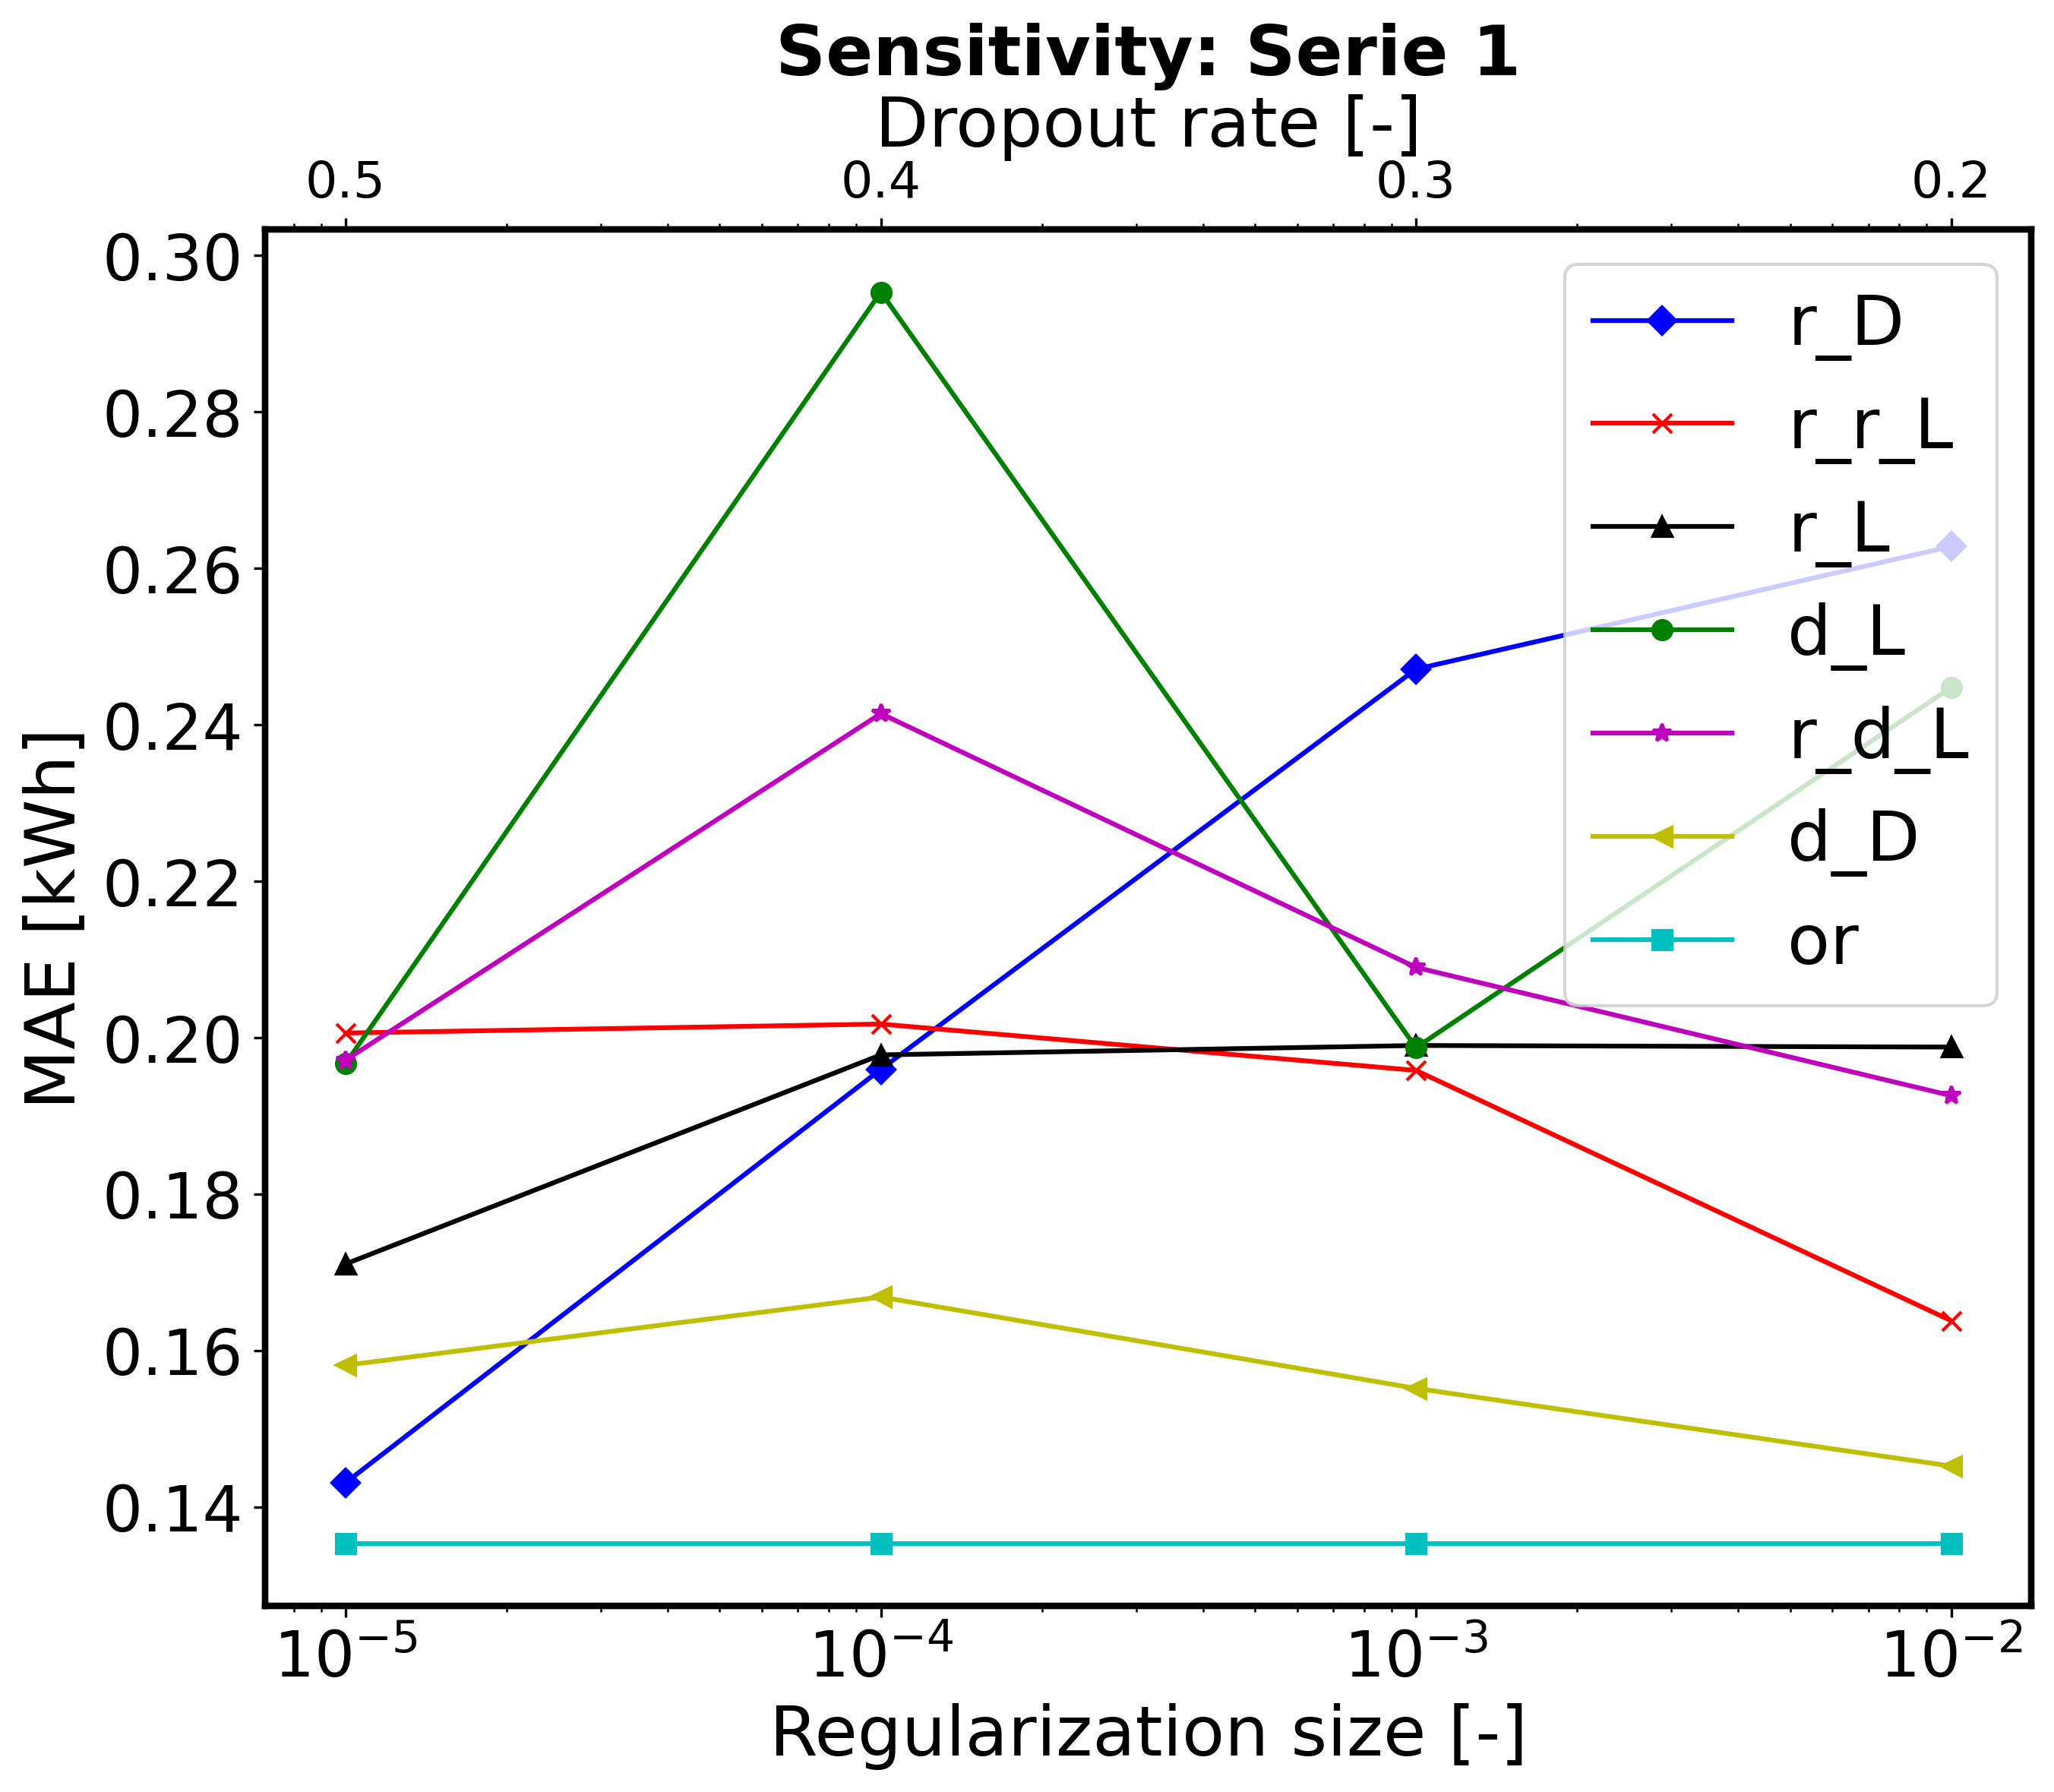 Sensitivity: Serie 1
Dropout rate [-]
0.5 0.4 0.3 0.2
0.30
0.28
0.26
0.24
0.22
0.20
0.18
0.16
0.14
MAE [kWh]
r_D
r_r_L
r_L
d_L
r_d_L
d_D
or
10⁻⁵ 10⁻⁴ 10⁻³ 10⁻²
Regularization size [-]